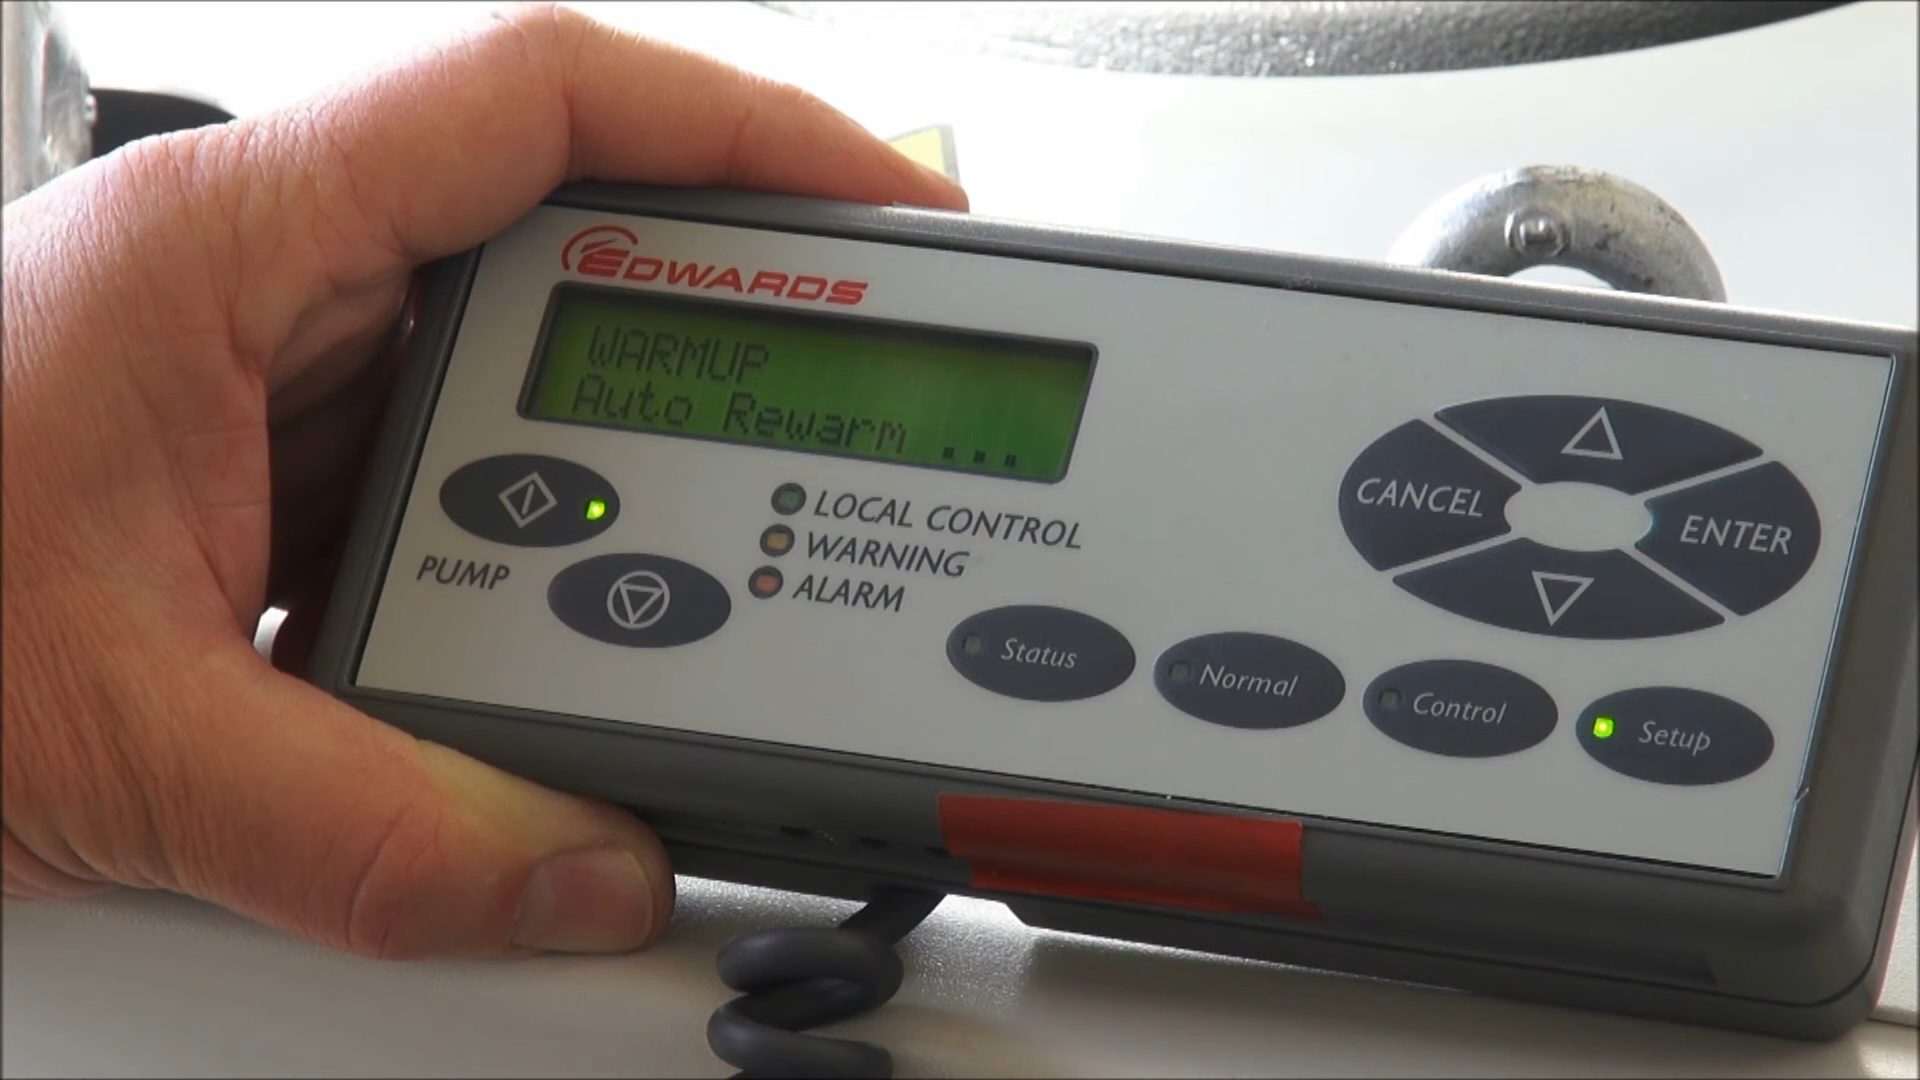 EDWARDS
WARMUP
Auto Rewarm ...
PUMP
LOCAL CONTROL
WARNING
ALARM
CANCEL
ENTER
Status
Normal
Control
Setup